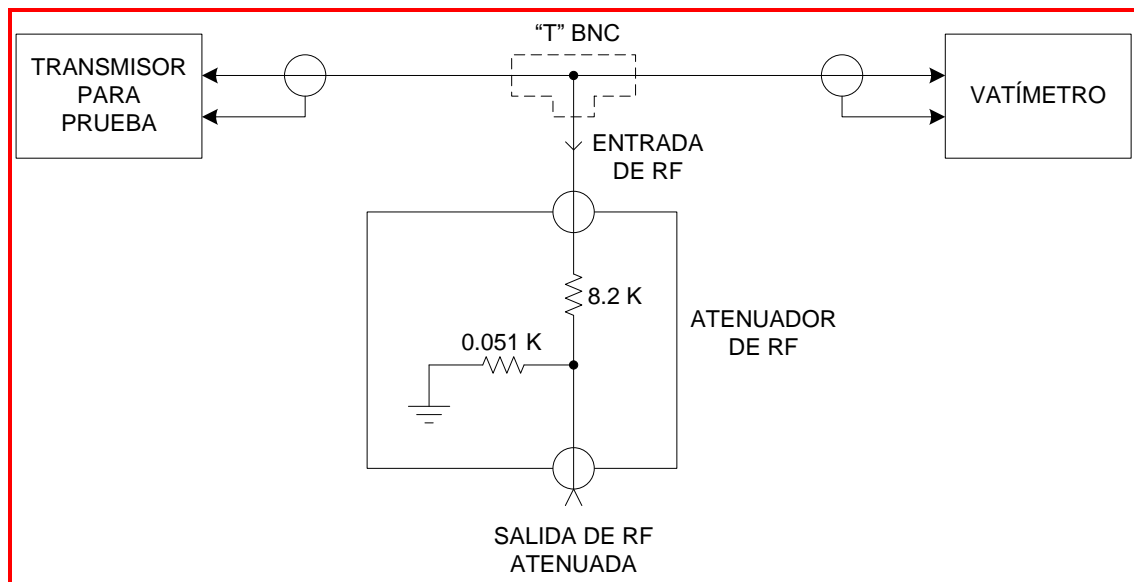 “T” BNC
TRANSMISOR
PARA
PRUEBA
VATÍMETRO
ENTRADA
DE RF
8.2 K
0.051 K
ATENUADOR
DE RF
SALIDA DE RF
ATENUADA